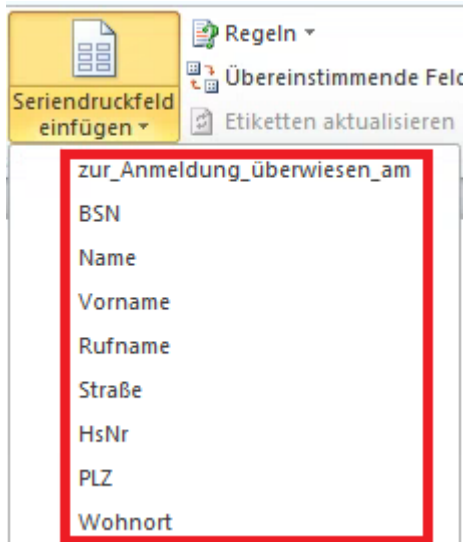 Regeln
Übereinstimmende Feld
Seriendruckfeld
einfügen
Etiketten aktualisieren
zur_Anmeldung_überwiesen_am
BSN
Name
Vorname
Rufname
Straße
HsNr
PLZ
Wohnort